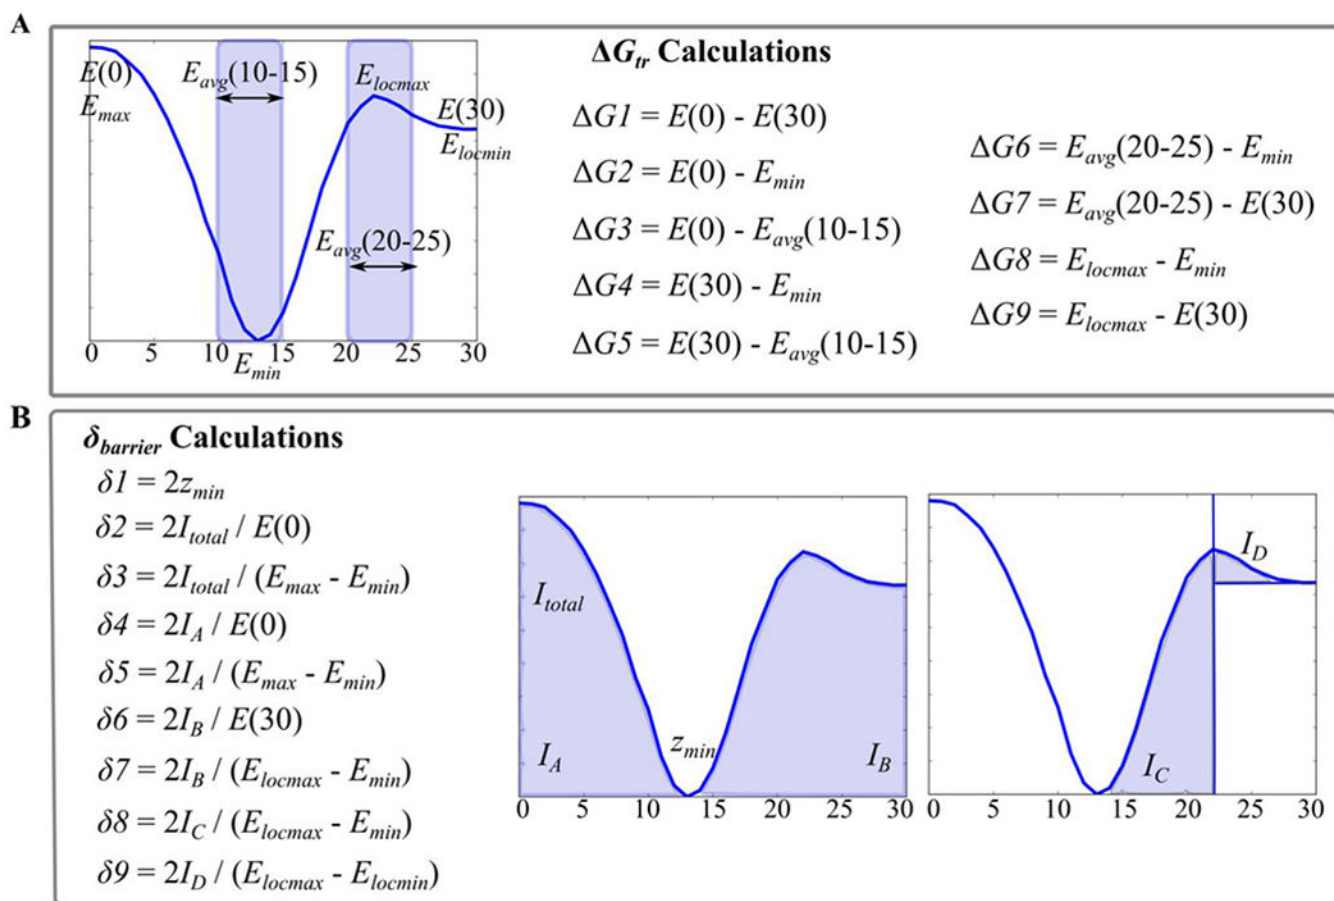 A
E(0)
E_max
E_avg(10-15)
E_locmax
E(30)
E_locmin
E_avg(20-25)
0 5 10 15 20 25 30
E_min
ΔG_tr Calculations
ΔG1 = E(0) - E(30)
ΔG2 = E(0) - E_min
ΔG3 = E(0) - E_avg(10-15)
ΔG4 = E(30) - E_min
ΔG5 = E(30) - E_avg(10-15)
ΔG6 = E_avg(20-25) - E_min
ΔG7 = E_avg(20-25) - E(30)
ΔG8 = E_locmax - E_min
ΔG9 = E_locmax - E(30)
B
δ_barrier Calculations
δ1 = 2z_min
δ2 = 2I_total / E(0)
δ3 = 2I_total / (E_max - E_min)
δ4 = 2I_A / E(0)
δ5 = 2I_A / (E_max - E_min)
δ6 = 2I_B / E(30)
δ7 = 2I_B / (E_locmax - E_min)
δ8 = 2I_C / (E_locmax - E_min)
δ9 = 2I_D / (E_locmax - E_locmin)
I_total
I_A
z_min
I_B
0 5 10 15 20 25 30
I_D
I_C
0 5 10 15 20 25 30